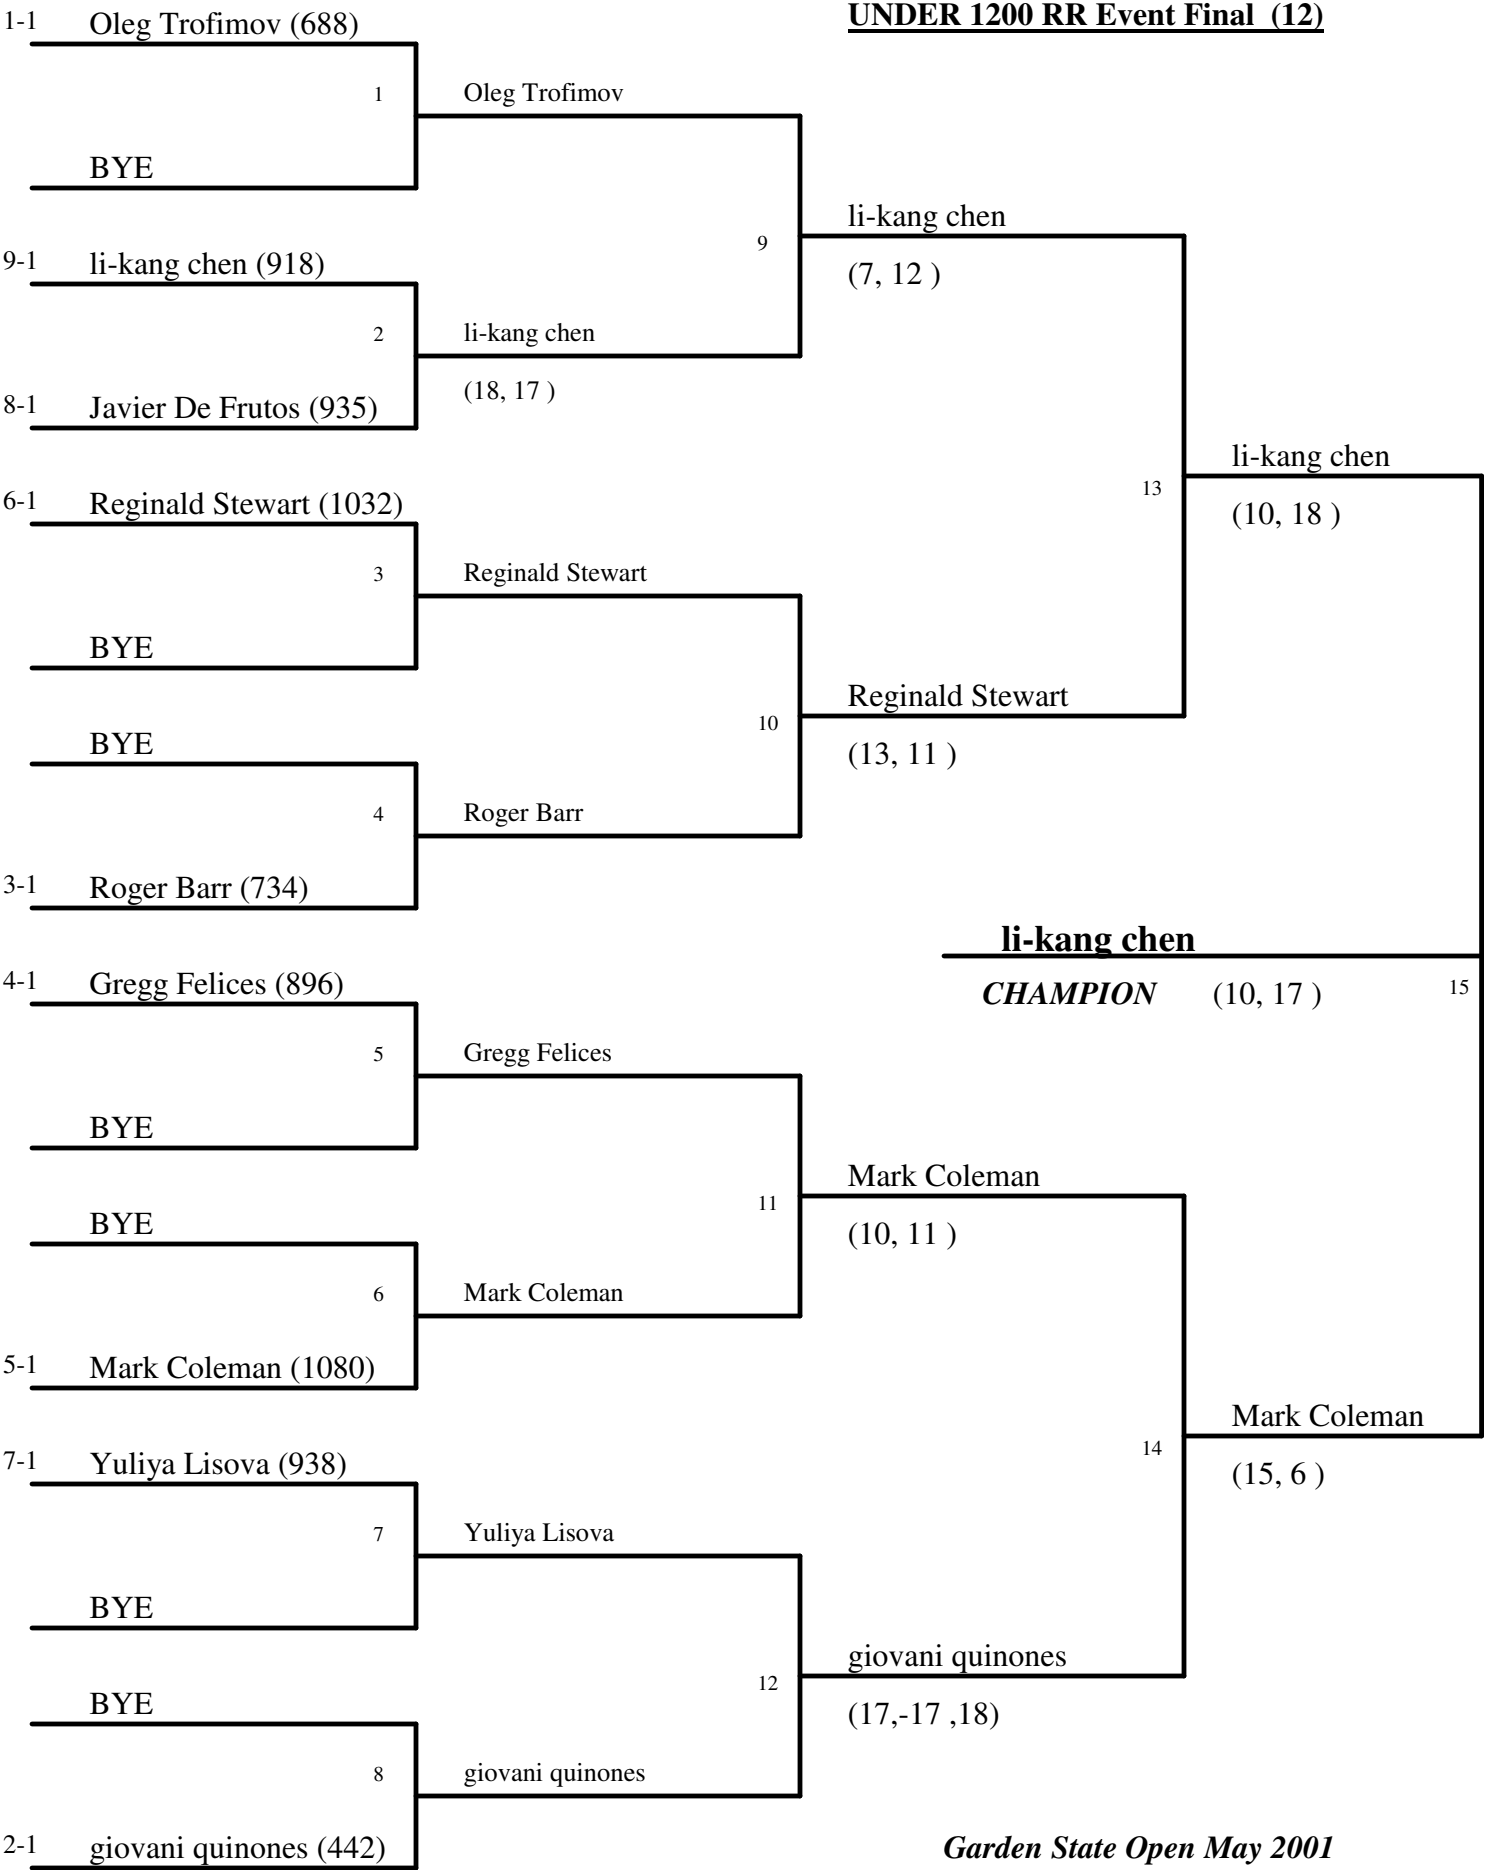 UNDER 1200 RR Event Final (12)
1-1 Oleg Trofimov (688)
1 Oleg Trofimov
BYE
li-kang chen
9
9-1 li-kang chen (918)
(7, 12 )
2 li-kang chen
(18, 17 )
8-1 Javier De Frutos (935)
li-kang chen
13
6-1 Reginald Stewart (1032)
(10, 18 )
3 Reginald Stewart
BYE
Reginald Stewart
10
BYE
(13, 11 )
4 Roger Barr
3-1 Roger Barr (734)
li-kang chen
4-1 Gregg Felices (896)
CHAMPION (10, 17 ) 15
5 Gregg Felices
BYE
Mark Coleman
11
BYE
(10, 11 )
6 Mark Coleman
5-1 Mark Coleman (1080)
Mark Coleman
14
7-1 Yuliya Lisova (938)
(15, 6 )
7 Yuliya Lisova
BYE
giovani quinones
12
BYE
(17,-17 ,18)
8 giovani quinones
2-1 giovani quinones (442)
Garden State Open May 2001